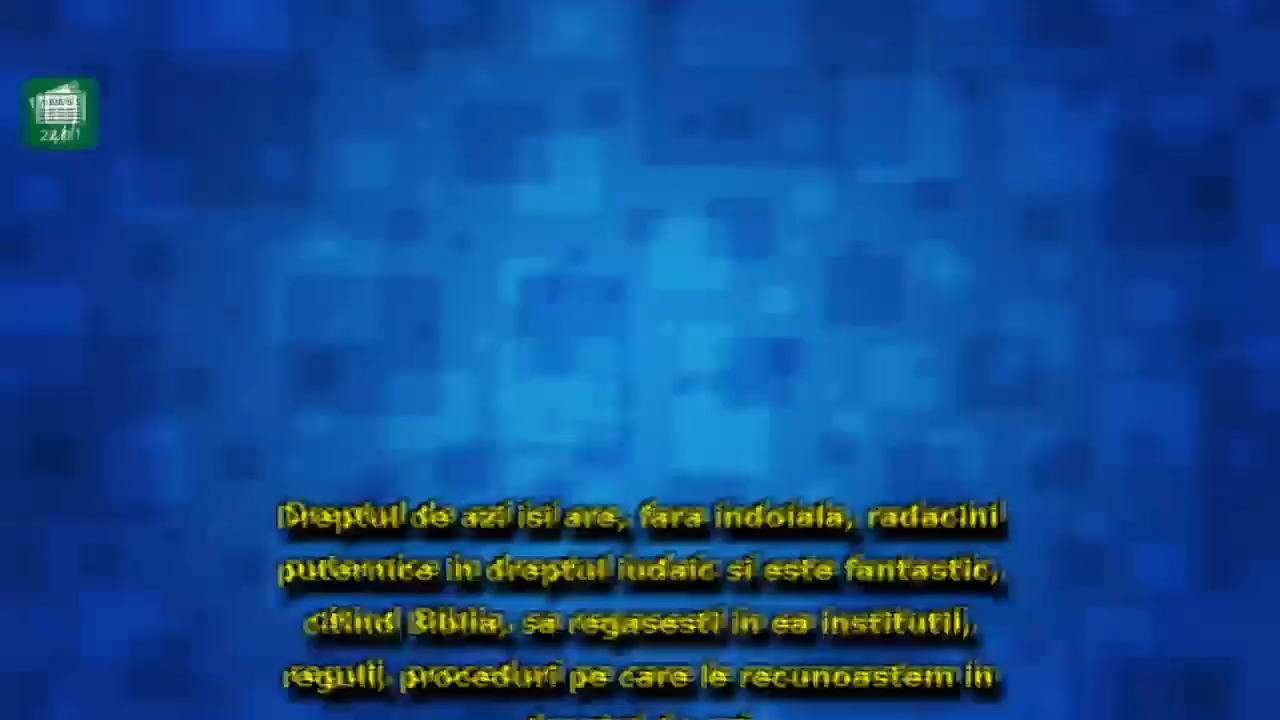 Dreptul de azi isi are, fara indoiala, radacini
puternice in dreptul iudaic si este fantastic,
citind Biblia, sa regasesti in ea institutii,
reguli, proceduri pe care le recunoastem in